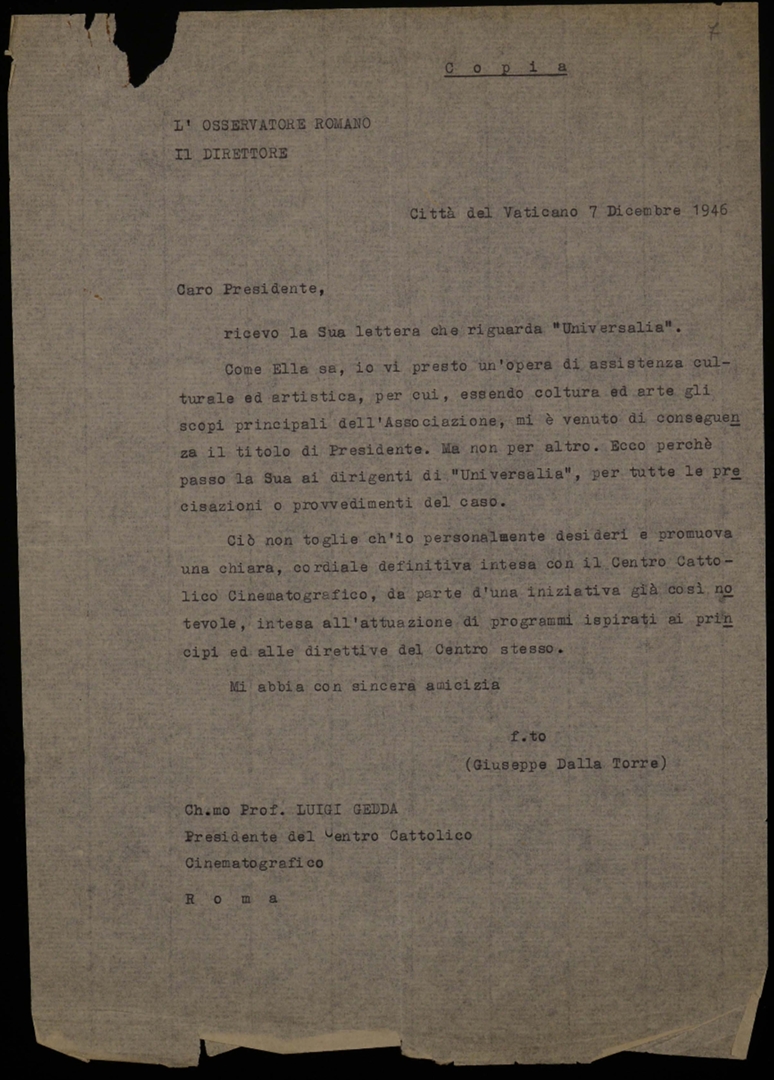 7
C o p i a
L' OSSERVATORE ROMANO
Il DIRETTORE
Città del Vaticano 7 Dicembre 1946
Caro Presidente,
ricevo la Sua lettera che riguarda "Universalia".
Come Ella sa, io vi presto un'opera di assistenza cul-
turale ed artistica, per cui, essendo coltura ed arte gli
scopi principali dell'Associazione, mi è venuto di conseguen
za il titolo di Presidente. Ma non per altro. Ecco perchè
passo la Sua ai dirigenti di "Universalia", per tutte le pre
cisazioni o provvedimenti del caso.
Ciò non toglie ch'io personalmente desideri e promuova
una chiara, cordiale definitiva intesa con il Centro Catto-
lico Cinematografico, da parte d'una iniziativa già così no
tevole, intesa all'attuazione di programmi ispirati ai prin
cipi ed alle direttive del Centro stesso.
Mi abbia con sincera amicizia
f.to
(Giuseppe Dalla Torre)
Ch.mo Prof. LUIGI GEDDA
Presidente del Centro Cattolico
Cinematografico
R o m a